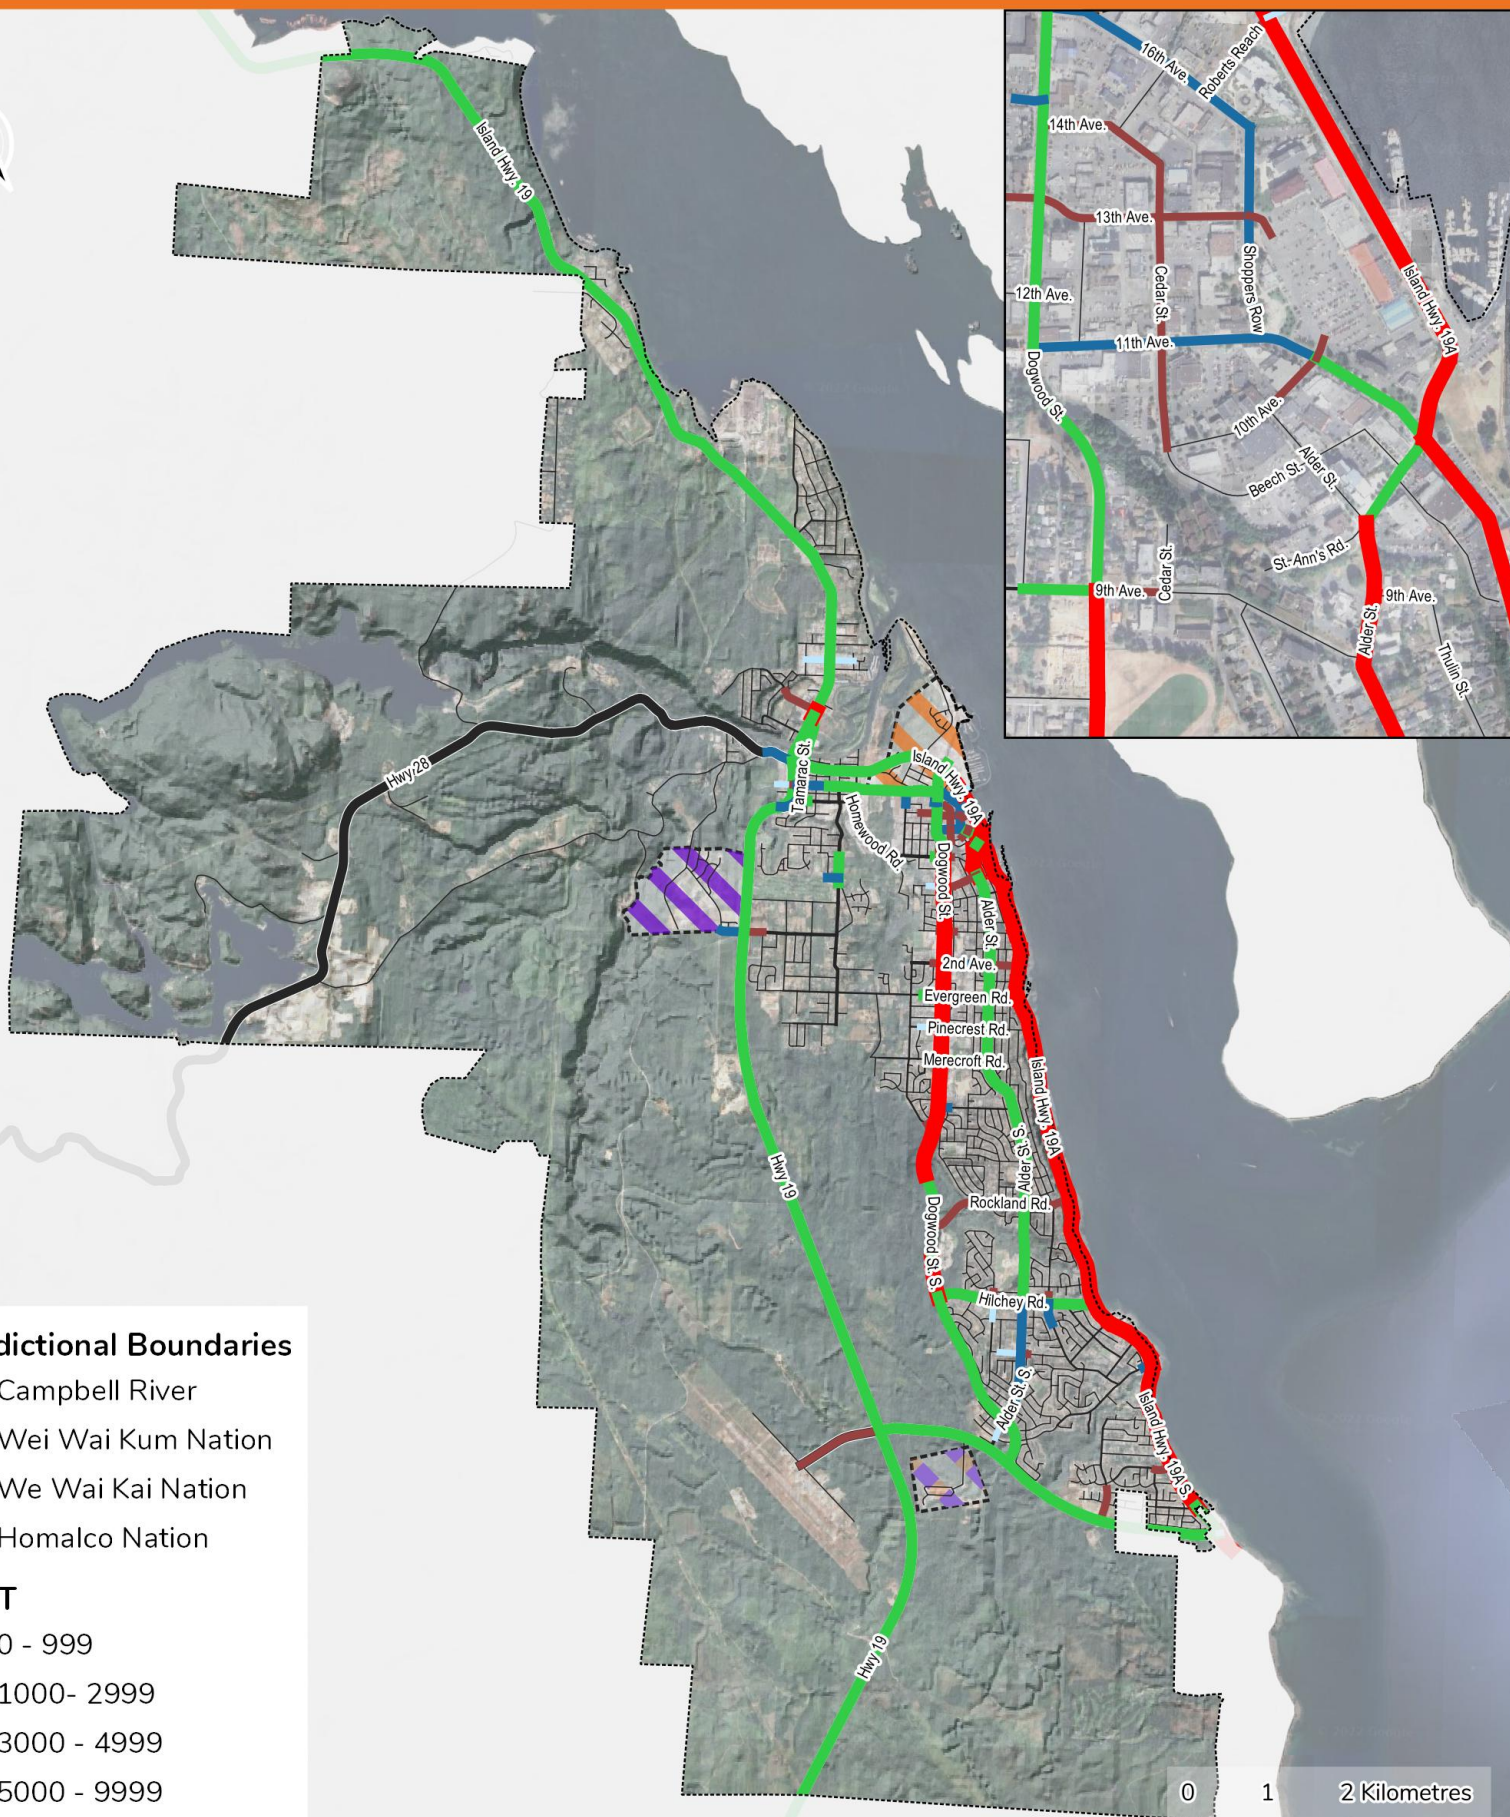 16th Ave.
Roberts Reach
14th Ave.
13th Ave.
Shoppers Row
Cedar St.
12th Ave.
Island Hwy. 19A
11th Ave.
Dogwood St.
10th Ave.
Alder St.
Beech St.
St. Ann's Rd.
Cedar St.
9th Ave.
9th Ave.
Alder St.
Thulin St.
Island Hwy. 19
Hwy 28
Tamarac St.
Island Hwy. 19A
Homewood Rd.
Dogwood St.
Alder St.
2nd Ave.
Evergreen Rd.
Pinecrest Rd.
Merecroft Rd.
Island Hwy. 19A
Alder St. S.
Hwy 19
Rockland Rd.
Dogwood St. S.
Hilchey Rd.
Alder St. S.
Island Hwy. 19A S.
Hwy 19
dictional Boundaries
Campbell River
Wei Wai Kum Nation
We Wai Kai Nation
Homalco Nation
T
0 - 999
1000- 2999
3000 - 4999
5000 - 9999
0 1 2 Kilometres